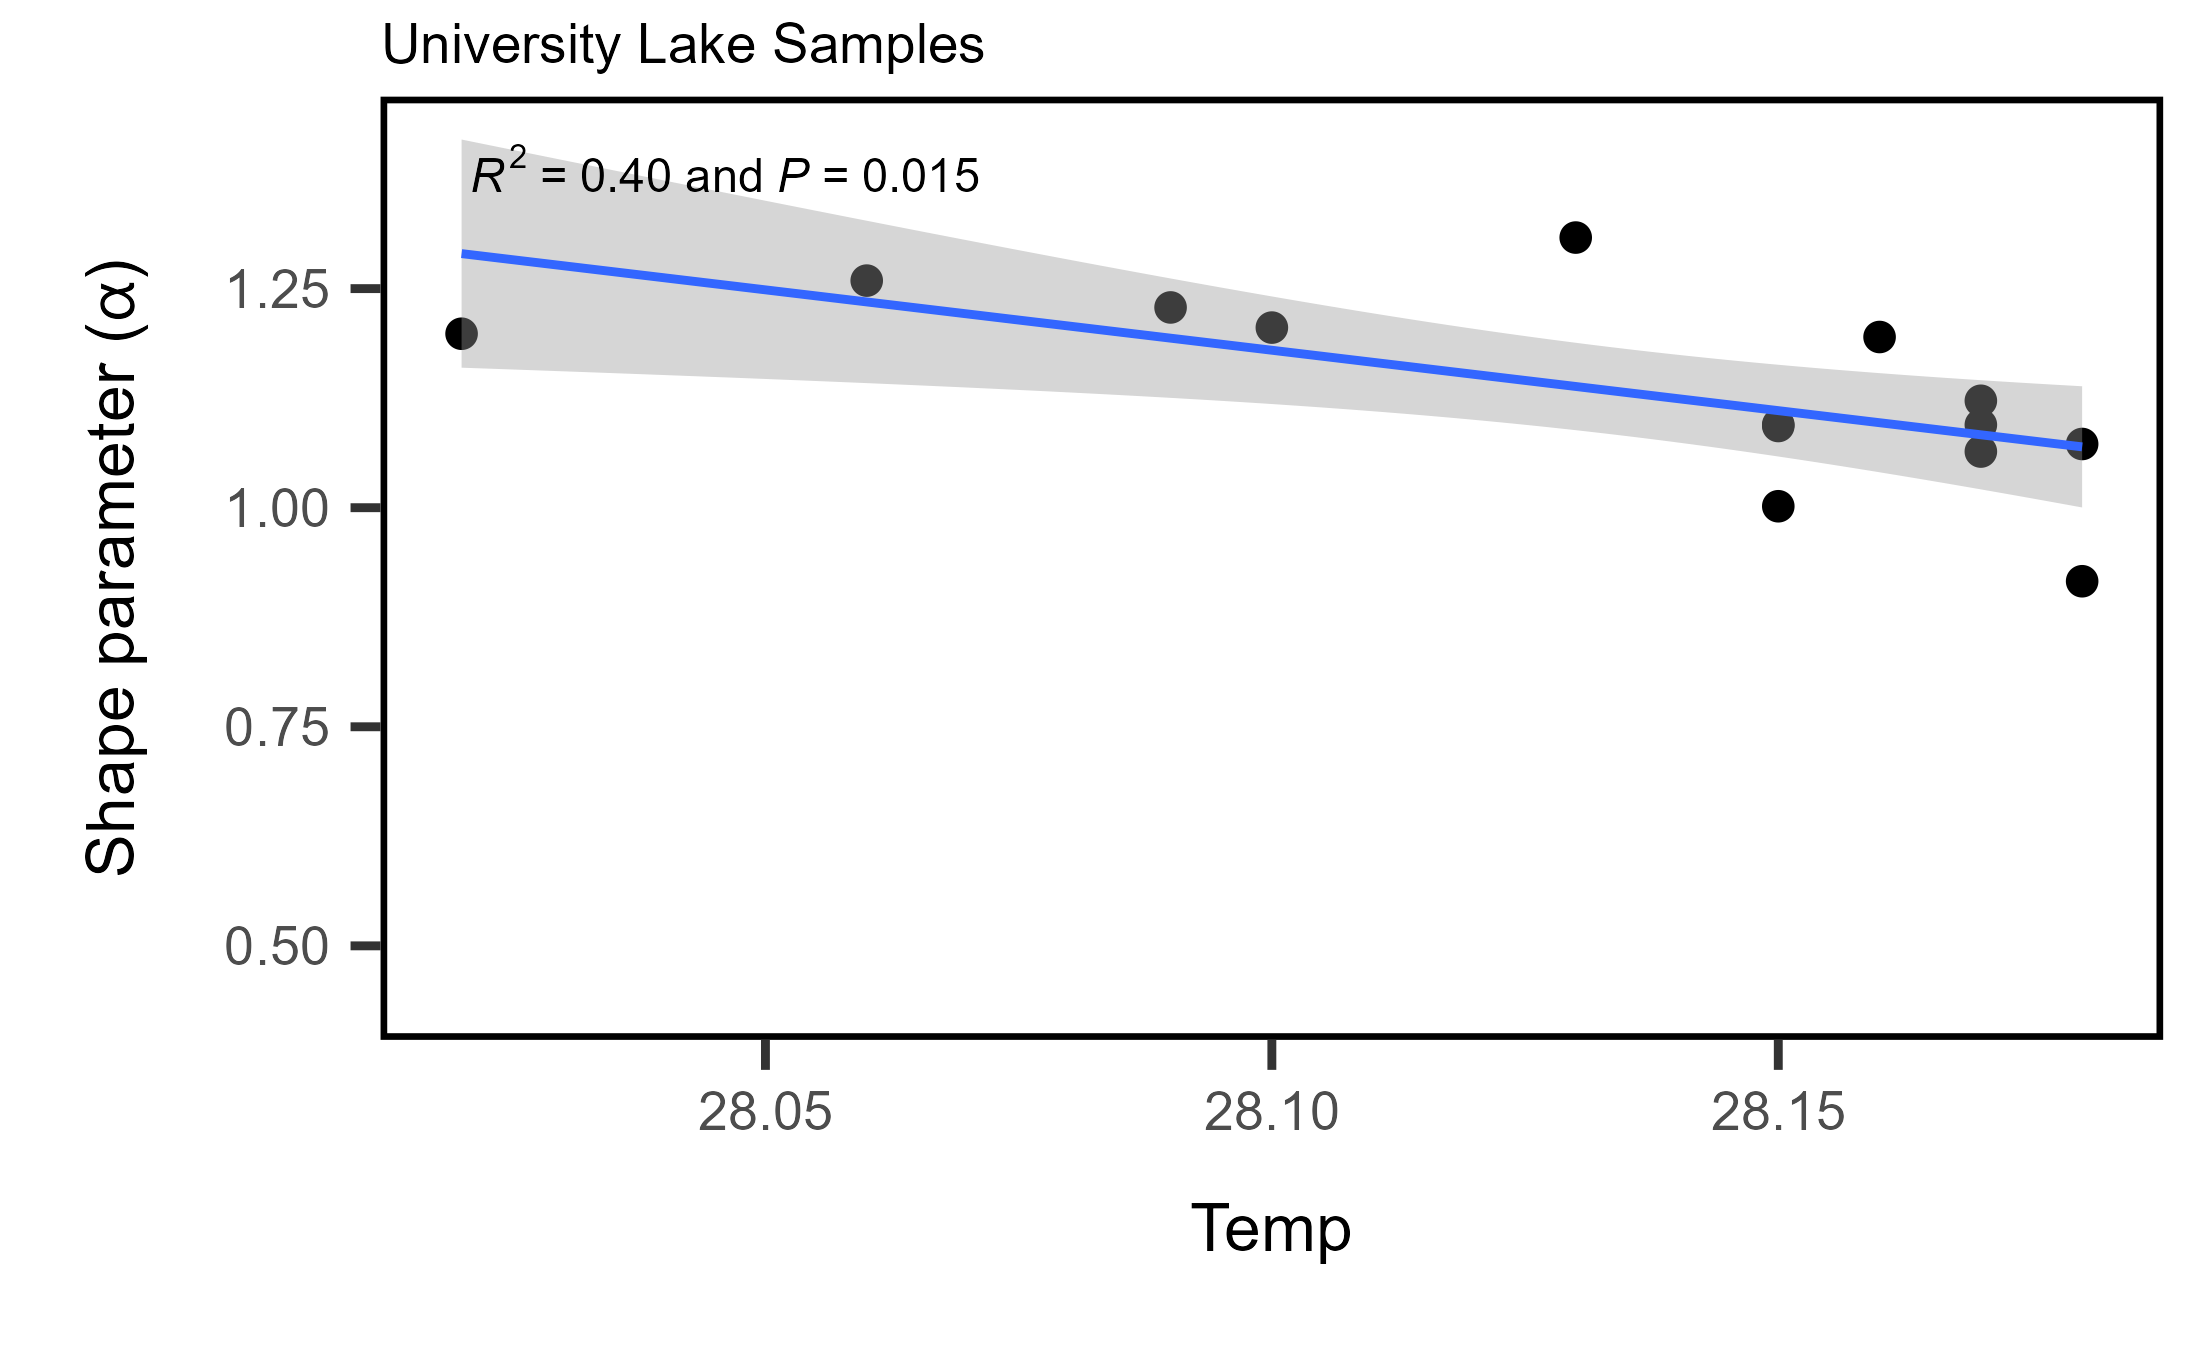 University Lake Samples
R² = 0.40 and P = 0.015
Shape parameter (α)
1.25
1.00
0.75
0.50
28.05 28.10 28.15
Temp